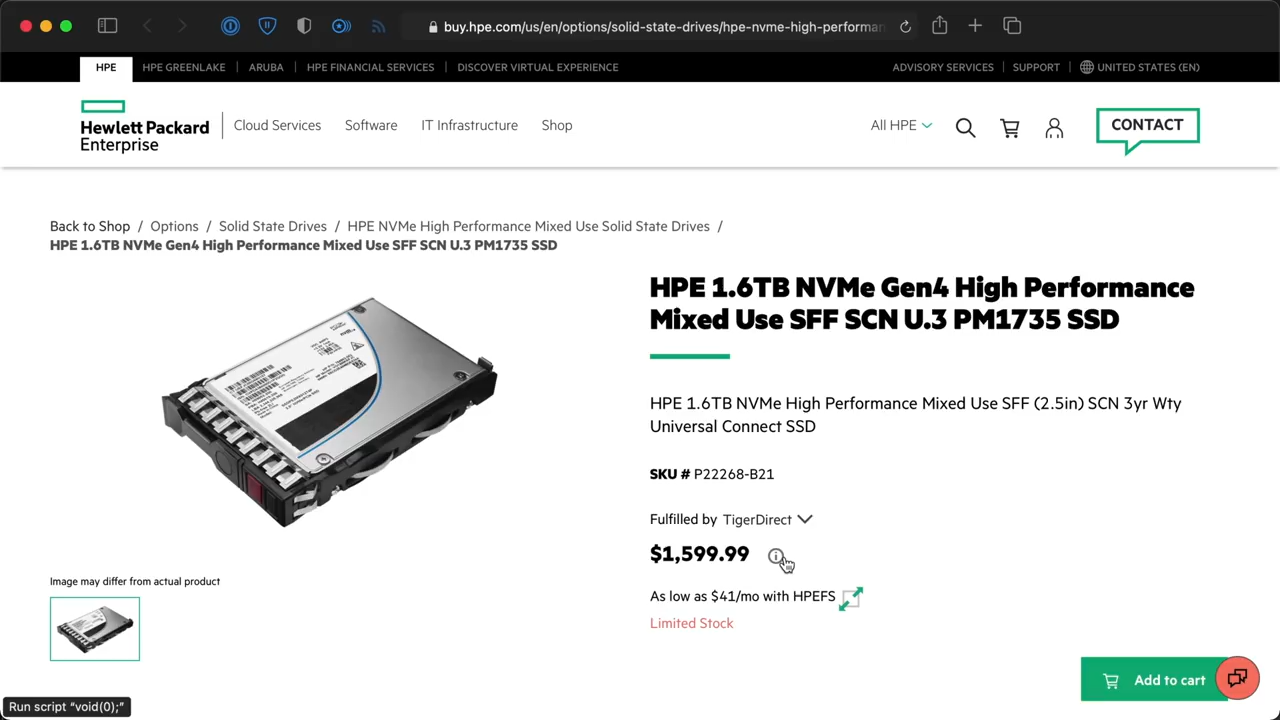 buy.hpe.com/us/en/options/solid-state-drives/hpe-nvme-high-performan
HPE
HPE GREENLAKE
ARUBA
HPE FINANCIAL SERVICES
DISCOVER VIRTUAL EXPERIENCE
ADVISORY SERVICES
SUPPORT
UNITED STATES (EN)
Hewlett Packard
Enterprise
Cloud Services
Software
IT Infrastructure
Shop
All HPE
CONTACT
Back to Shop / Options / Solid State Drives / HPE NVMe High Performance Mixed Use Solid State Drives /
HPE 1.6TB NVMe Gen4 High Performance Mixed Use SFF SCN U.3 PM1735 SSD
HPE 1.6TB NVMe Gen4 High Performance
Mixed Use SFF SCN U.3 PM1735 SSD
HPE 1.6TB NVMe High Performance Mixed Use SFF (2.5in) SCN 3yr Wty
Universal Connect SSD
SKU # P22268-B21
Fulfilled by TigerDirect
$1,599.99
As low as $41/mo with HPEFS
Limited Stock
Image may differ from actual product
Add to cart
Run script "void(0);"